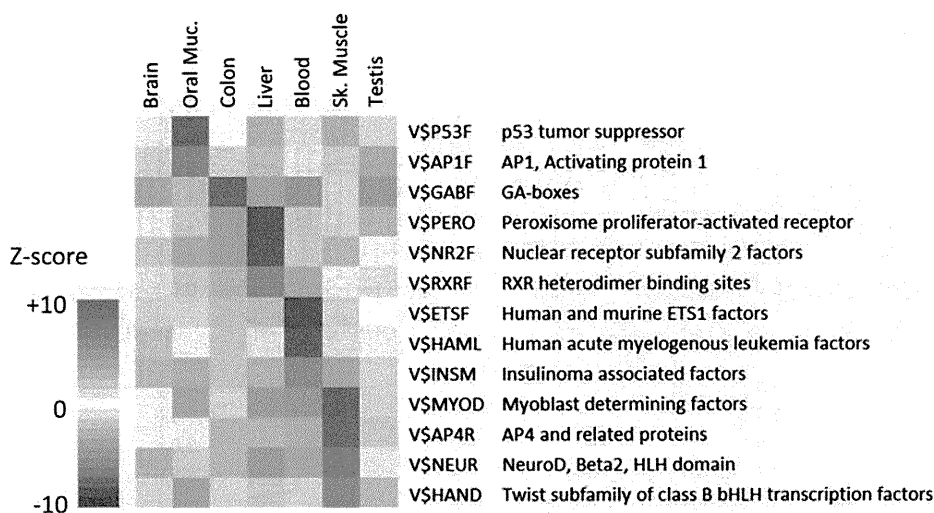 Brain
Oral Muc.
Colon
Liver
Blood
Sk. Muscle
Testis
V$P53F p53 tumor suppressor
V$AP1F AP1, Activating protein 1
V$GABF GA-boxes
V$PERO Peroxisome proliferator-activated receptor
V$NR2F Nuclear receptor subfamily 2 factors
V$RXRF RXR heterodimer binding sites
V$ETSF Human and murine ETS1 factors
V$HAML Human acute myelogenous leukemia factors
V$INSM Insulinoma associated factors
V$MYOD Myoblast determining factors
V$AP4R AP4 and related proteins
V$NEUR NeuroD, Beta2, HLH domain
V$HAND Twist subfamily of class B bHLH transcription factors
Z-score
+10
0
-10